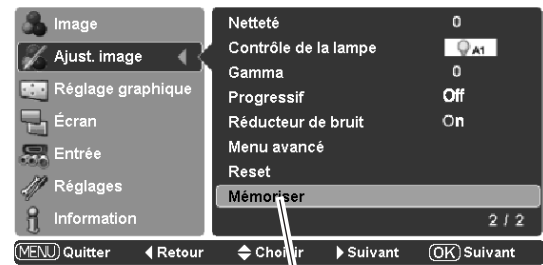 Image
Ajust. image
Réglage graphique
Écran
Entrée
Réglages
Information
Netteté 0
Contrôle de la lampe A1
Gamma 0
Progressif Off
Réducteur de bruit On
Menu avancé
Reset
Mémoriser
2 / 2
MENU Quitter Retour Choisir Suivant OK Suivant